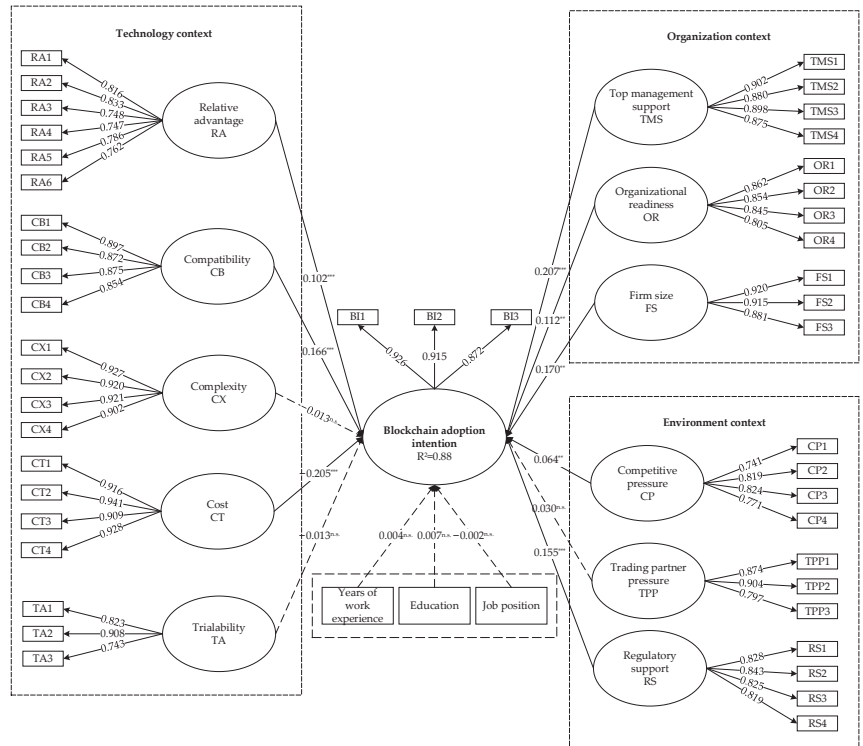 Technology context
RA1
RA2
RA3
RA4
RA5
RA6
0.816
0.833
0.748
0.747
0.786
0.762
Relative
advantage
RA
CB1
CB2
CB3
CB4
0.897
0.872
0.875
0.854
Compatibility
CB
CX1
CX2
CX3
CX4
0.927
0.920
0.921
0.902
Complexity
CX
CT1
CT2
CT3
CT4
0.916
0.941
0.909
0.928
Cost
CT
TA1
TA2
TA3
0.823
0.908
0.743
Trialability
TA
0.102***
0.166***
0.013n.s.
−0.205***
−0.013n.s.
BI1
BI2
BI3
0.926
0.915
0.872
Blockchain adoption
intention
R²=0.88
0.004n.s.
0.007n.s.
−0.002n.s.
Years of
work
experience
Education
Job position
Organization context
0.207***
0.112**
0.170**
Top management
support
TMS
0.902
0.880
0.898
0.875
TMS1
TMS2
TMS3
TMS4
Organizational
readiness
OR
0.862
0.854
0.845
0.805
OR1
OR2
OR3
OR4
Firm size
FS
0.920
0.915
0.881
FS1
FS2
FS3
Environment context
0.064**
0.030n.s.
0.155***
Competitive
pressure
CP
0.741
0.819
0.824
0.771
CP1
CP2
CP3
CP4
Trading partner
pressure
TPP
0.874
0.904
0.797
TPP1
TPP2
TPP3
Regulatory
support
RS
0.828
0.843
0.825
0.819
RS1
RS2
RS3
RS4